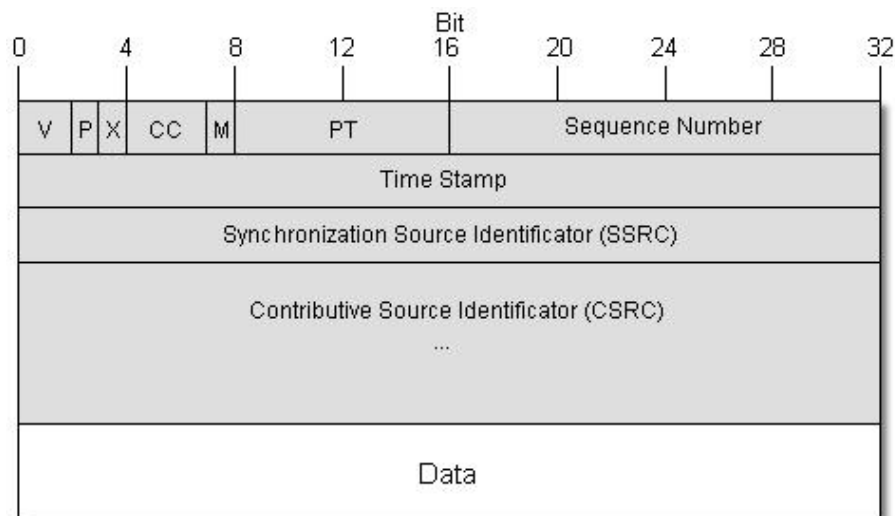 Bit
0 4 8 12 16 20 24 28 32
V P X CC M PT Sequence Number
Time Stamp
Synchronization Source Identificator (SSRC)
Contributive Source Identificator (CSRC)
...
Data